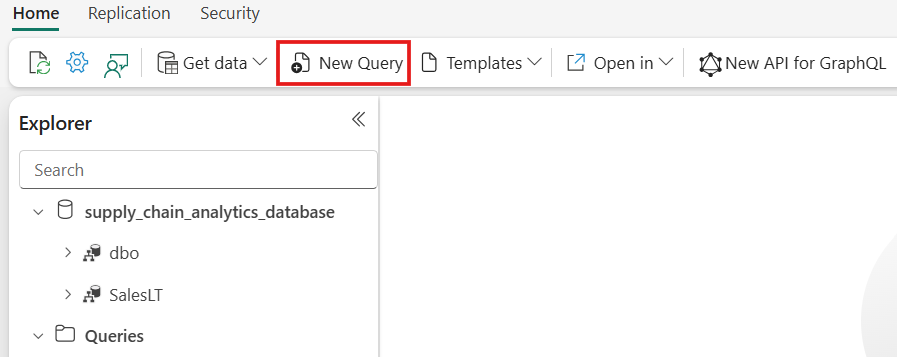 Home Replication Security
Get data New Query Templates Open in New API for GraphQL
Explorer
Search
supply_chain_analytics_database
dbo
SalesLT
Queries